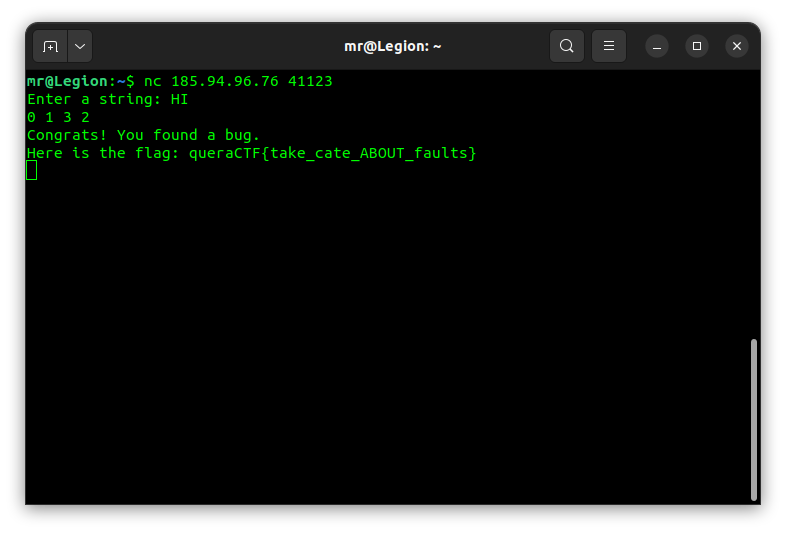 mr@Legion: ~
mr@Legion:~$ nc 185.94.96.76 41123
Enter a string: HI
0 1 3 2
Congrats! You found a bug.
Here is the flag: queraCTF{take_cate_ABOUT_faults}